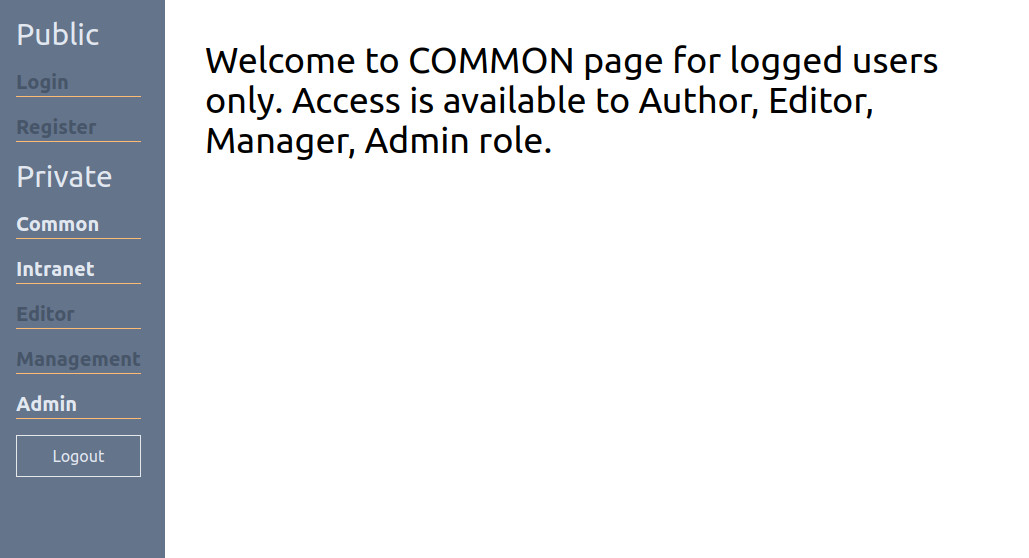 Public
Login
Register
Private
Common
Intranet
Editor
Management
Admin
Logout
Welcome to COMMON page for logged users
only. Access is available to Author, Editor,
Manager, Admin role.